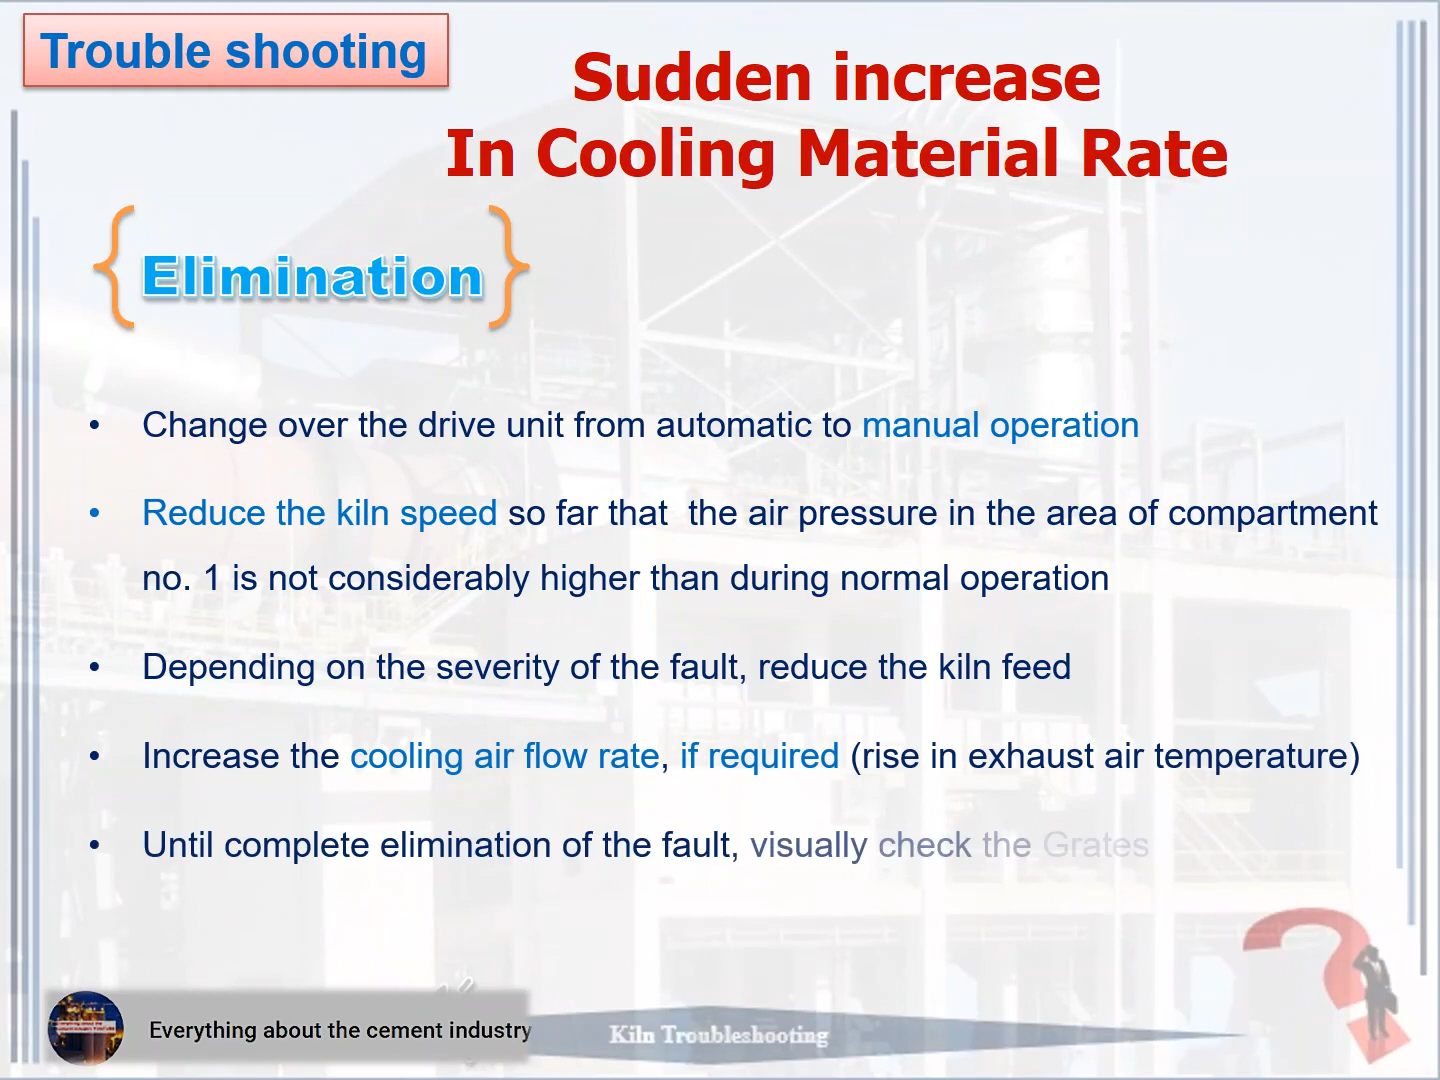 Trouble shooting
Sudden increase
In Cooling Material Rate
Elimination
• Change over the drive unit from automatic to manual operation
• Reduce the kiln speed so far that the air pressure in the area of compartment
no. 1 is not considerably higher than during normal operation
• Depending on the severity of the fault, reduce the kiln feed
• Increase the cooling air flow rate, if required (rise in exhaust air temperature)
• Until complete elimination of the fault, visually check the Grates
Everything about the cement industry
Kiln Troubleshooting